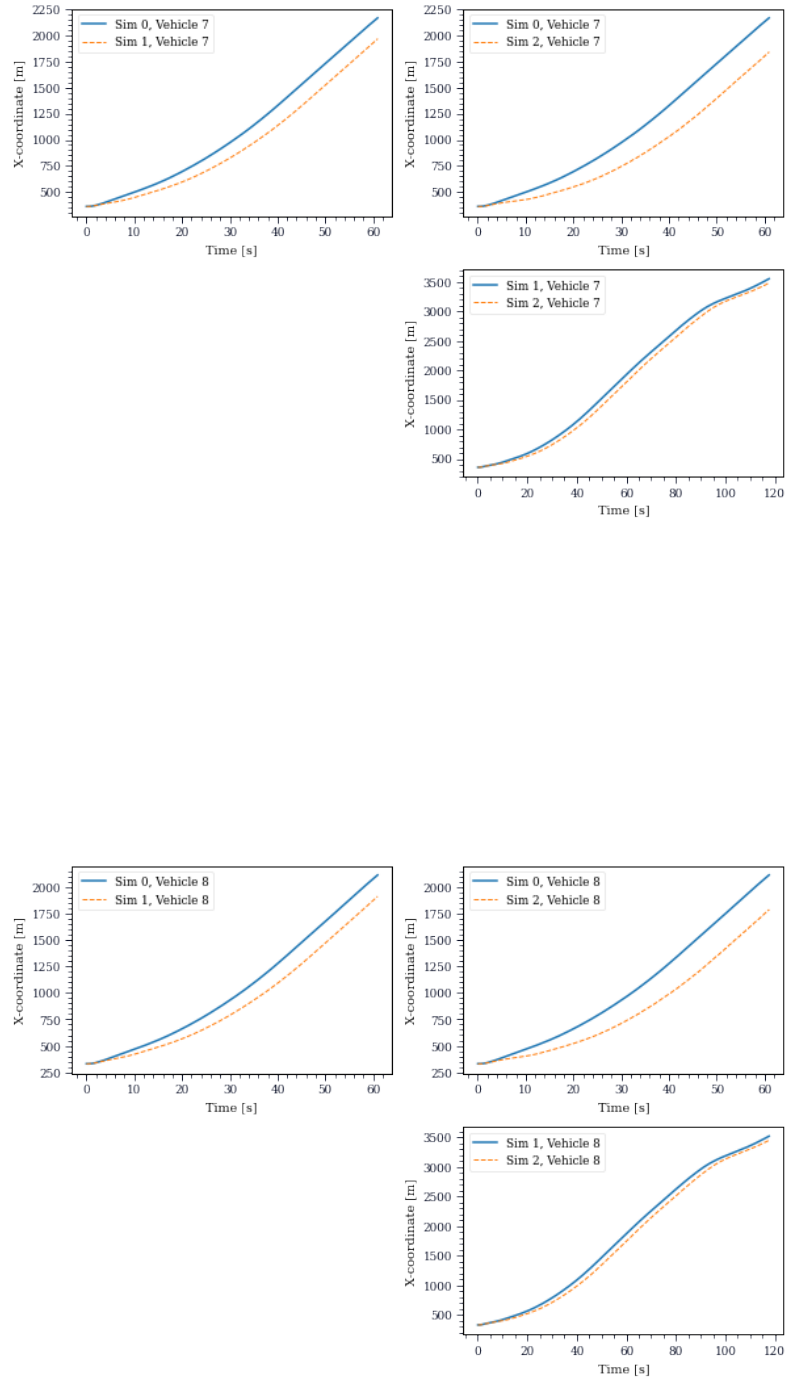 Sim 0, Vehicle 7
Sim 1, Vehicle 7
2250
2000
1750
1500
1250
1000
750
500
X-coordinate [m]
0 10 20 30 40 50 60
Time [s]
Sim 0, Vehicle 7
Sim 2, Vehicle 7
2250
2000
1750
1500
1250
1000
750
500
X-coordinate [m]
0 10 20 30 40 50 60
Time [s]
Sim 1, Vehicle 7
Sim 2, Vehicle 7
3500
3000
2500
2000
1500
1000
500
X-coordinate [m]
0 20 40 60 80 100 120
Time [s]
Sim 0, Vehicle 8
Sim 1, Vehicle 8
2000
1750
1500
1250
1000
750
500
250
X-coordinate [m]
0 10 20 30 40 50 60
Time [s]
Sim 0, Vehicle 8
Sim 2, Vehicle 8
2000
1750
1500
1250
1000
750
500
250
X-coordinate [m]
0 10 20 30 40 50 60
Time [s]
Sim 1, Vehicle 8
Sim 2, Vehicle 8
3500
3000
2500
2000
1500
1000
500
X-coordinate [m]
0 20 40 60 80 100 120
Time [s]